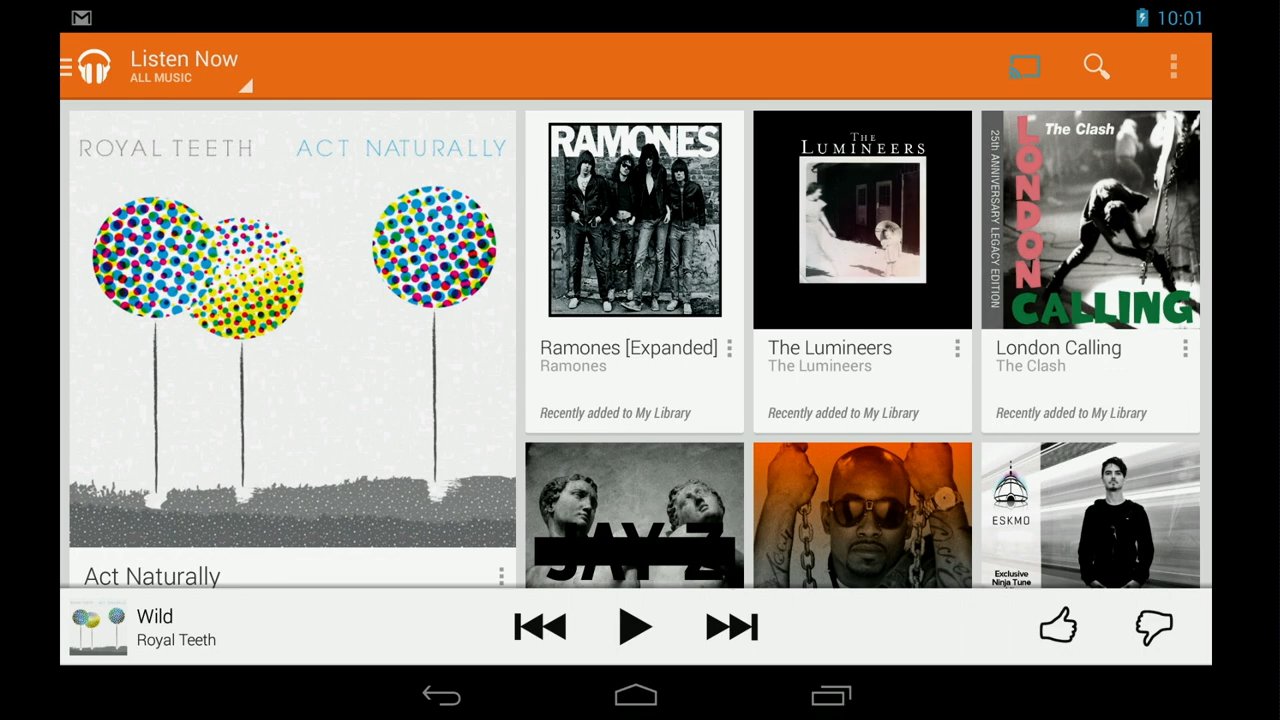 10:01
Listen Now
ALL MUSIC
ROYAL TEETH ACT NATURALLY
Act Naturally
RAMONES
Ramones [Expanded]
Ramones
Recently added to My Library
THE
LUMINEERS
The Lumineers
The Lumineers
Recently added to My Library
25th ANNIVERSARY LEGACY EDITION
The Clash
LONDON
CALLING
London Calling
The Clash
Recently added to My Library
JAY Z
ESKMO
Exclusive
Ninja Tune
Wild
Royal Teeth